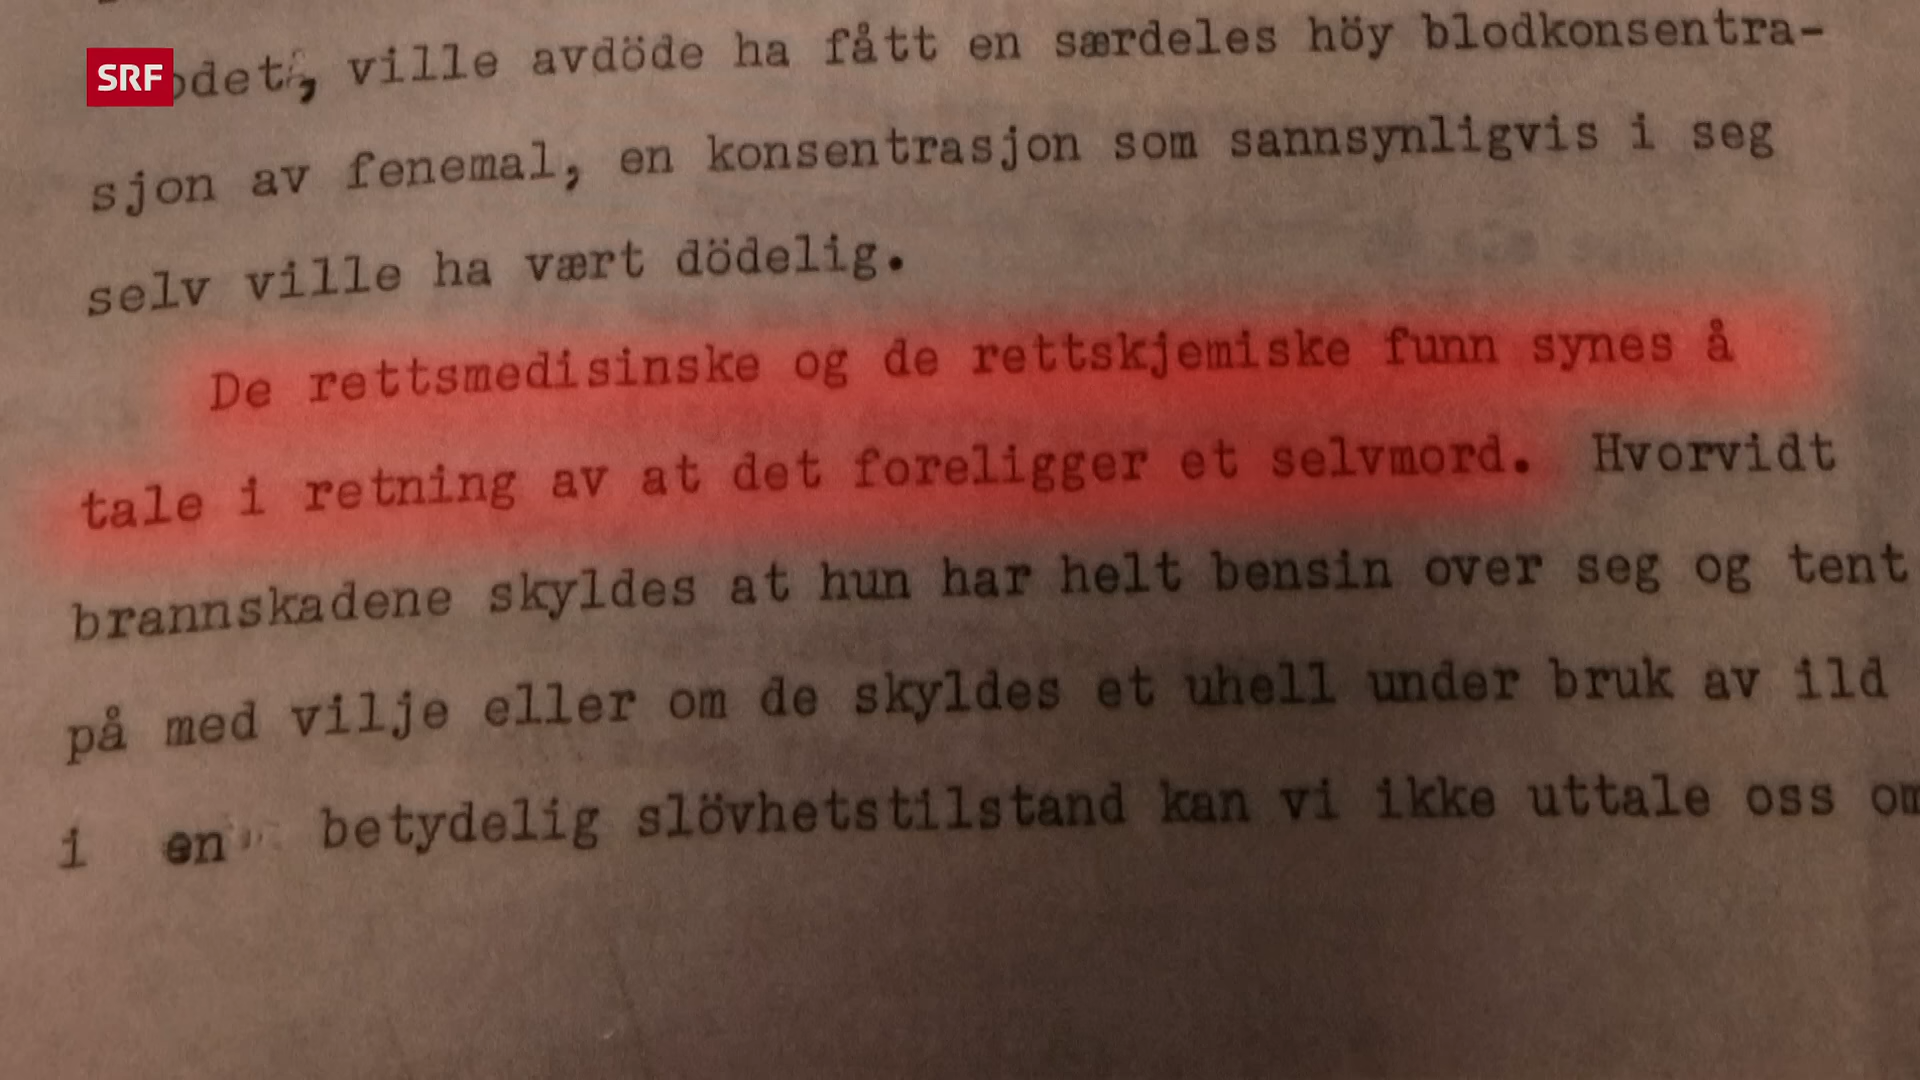 SRF
ville avdöde ha fått en særdeles höy blodkonsentra-
sjon av fenemal, en konsentrasjon som sannsynligvis i seg
selv ville ha vært dödelig.
De rettsmedisinske og de rettskjemiske funn synes å
tale i retning av at det foreligger et selvmord. Hvorvidt
brannskadene skyldes at hun har helt bensin over seg og tent
på med vilje eller om de skyldes et uhell under bruk av ild
i en betydelig slövhetstilstand kan vi ikke uttale oss om